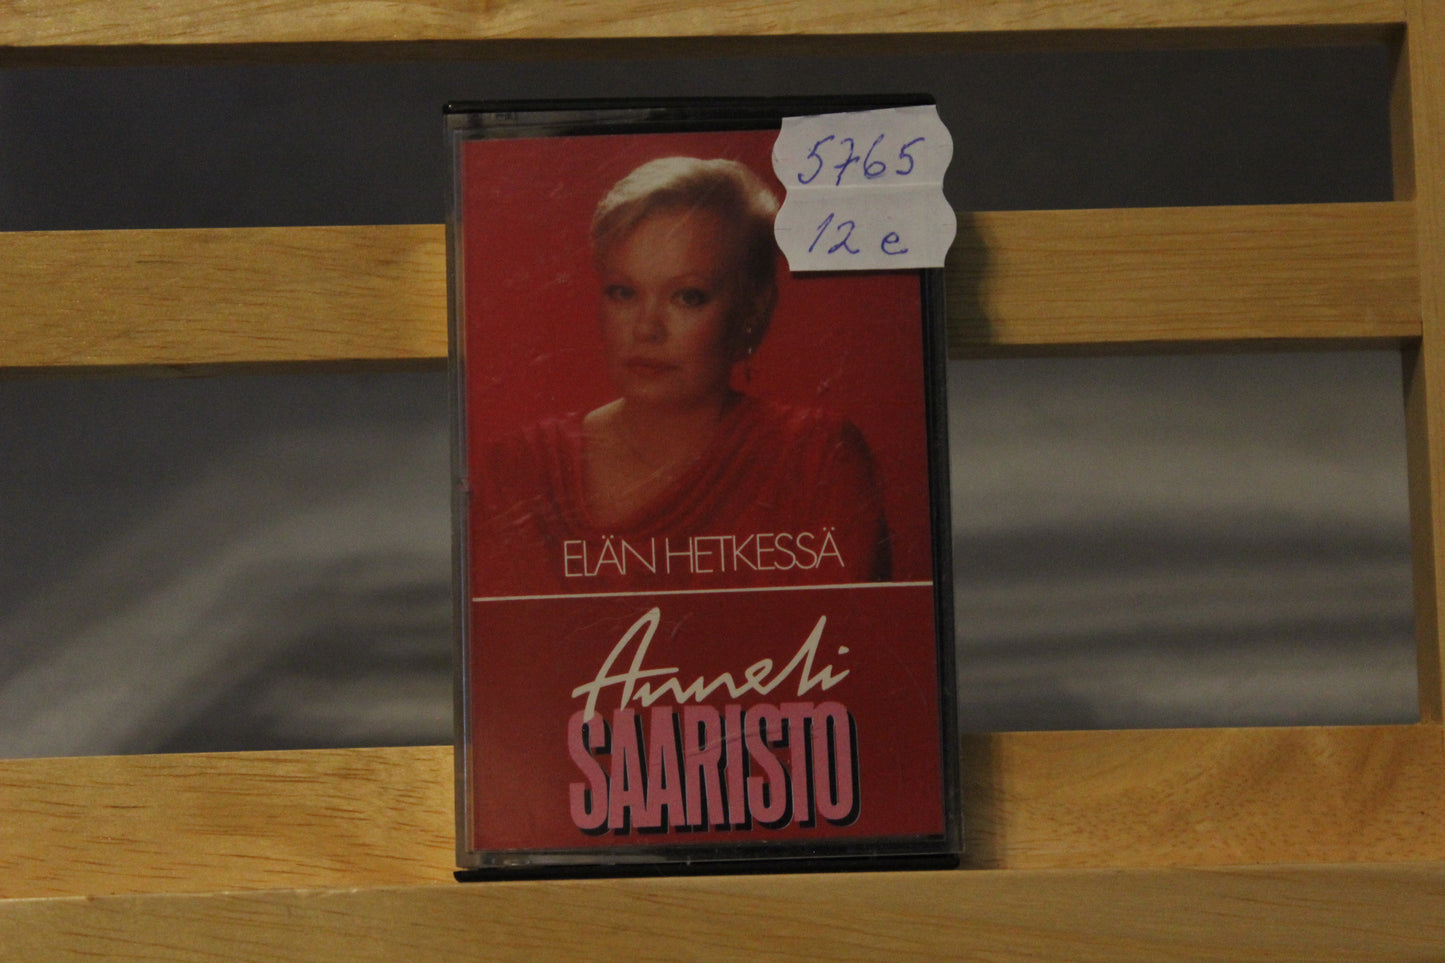 5765
12 e
ELÄN HETKESSÄ
Anneli
SAARISTO